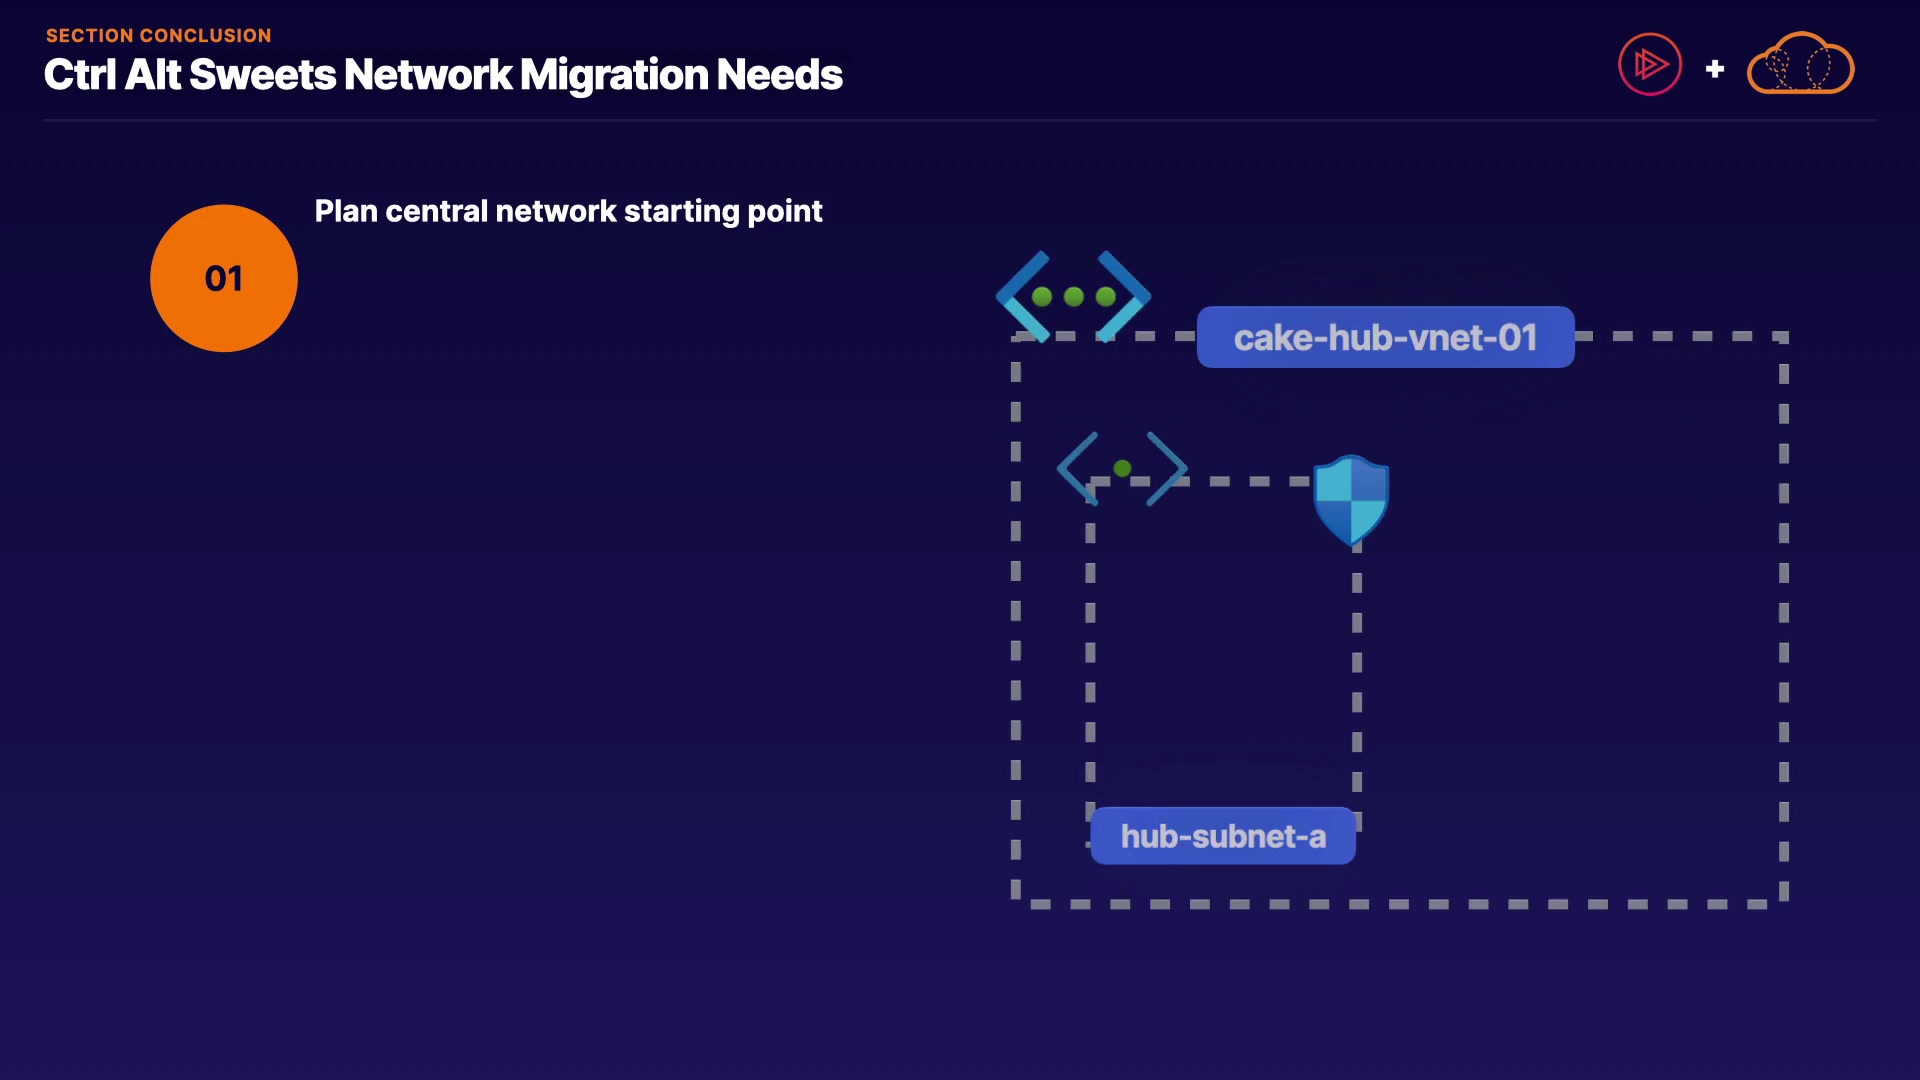 SECTION CONCLUSION
Ctrl Alt Sweets Network Migration Needs
+
01
Plan central network starting point
cake-hub-vnet-01
hub-subnet-a